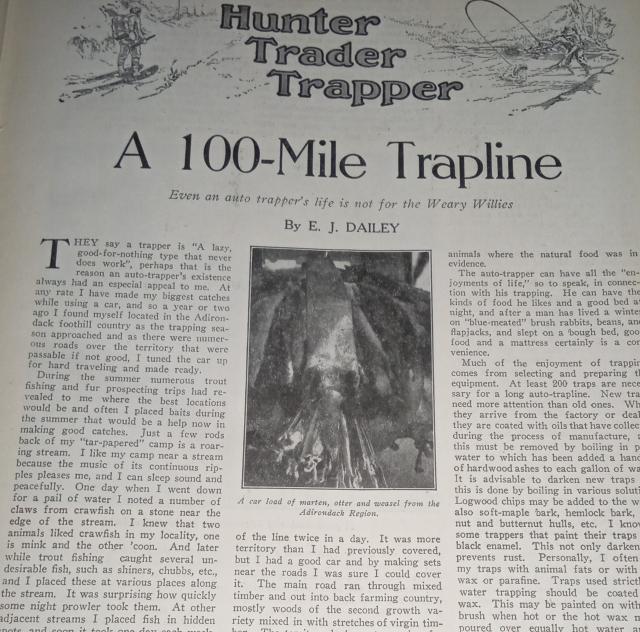 Hunter
Trader
Trapper
A 100-Mile Trapline
Even an auto trapper's life is not for the Weary Willies
By E. J. DAILEY
THEY say a trapper is "A lazy,
good-for-nothing type that never
does work", perhaps that is the
reason an auto-trapper's existence
always had an especial appeal to me. At
any rate I have made my biggest catches
while using a car, and so a year or two
ago I found myself located in the Adiron-
dack foothill country as the trapping sea-
son approached and as there were numer-
ous roads over the territory that were
passable if not good, I tuned the car up
for hard traveling and made ready.
During the summer numerous trout
fishing and fur prospecting trips had re-
vealed to me where the best locations
would be and often I placed baits during
the summer that would be a help now in
making good catches. Just a few rods
back of my "tar-papered" camp is a roar-
ing stream. I like my camp near a stream
because the music of its continuous rip-
ples pleases me, and I can sleep sound and
peacefully. One day when I went down
for a pail of water I noted a number of
claws from crawfish on a stone near the
edge of the stream. I knew that two
animals liked crawfish in my locality, one
is mink and the other 'coon. And later
while trout fishing caught several un-
desirable fish, such as shiners, chubbs, etc.,
and I placed these at various places along
the stream. It was surprising how quickly
some night prowler took them. At other
adjacent streams I placed fish in hidden
spots, and soon it took one day each
A car load of marten, otter and weasel from the
Adirondack Region.
of the line twice in a day. It was more
territory than I had previously covered,
but I had a good car and by making sets
near the roads I was sure I could cover
it. The main road ran through mixed
timber and out into back farming country,
mostly woods of the second growth va-
riety mixed in with stretches of virgin tim-
ber.
animals where the natural food was in
evidence.
The auto-trapper can have all the "en-
joyments of life," so to speak, in connec-
tion with his trapping. He can have the
kinds of food he likes and a good bed at
night, and after a man has lived a winter
on "blue-meated" brush rabbits, beans, and
flapjacks, and slept on a 'bough bed, good
food and a mattress certainly is a con-
venience.
Much of the enjoyment of trapping
comes from selecting and preparing the
equipment. At least 200 traps are neces-
sary for a long auto-trapline. New traps
need more attention than old ones. When
they arrive from the factory or dealer
they are coated with oils that have collect
during the process of manufacture,
this must be removed by boiling in
water to which has been added a hand
of hardwood ashes to each gallon of wa
It is advisable to darken new traps
this is done by boiling in various soluti
Logwood chips may be added to the w
also soft-maple bark, hemlock bark,
nut and butternut hulls, etc. I know
some trappers that paint their traps
black enamel. This not only darken
prevents rust. Personally, I often
my traps with animal fats or with
wax or parafine. Traps used strict
water trapping should be coated
wax. This may be painted on with
brush when hot or the hot wax
poured over equally hot water